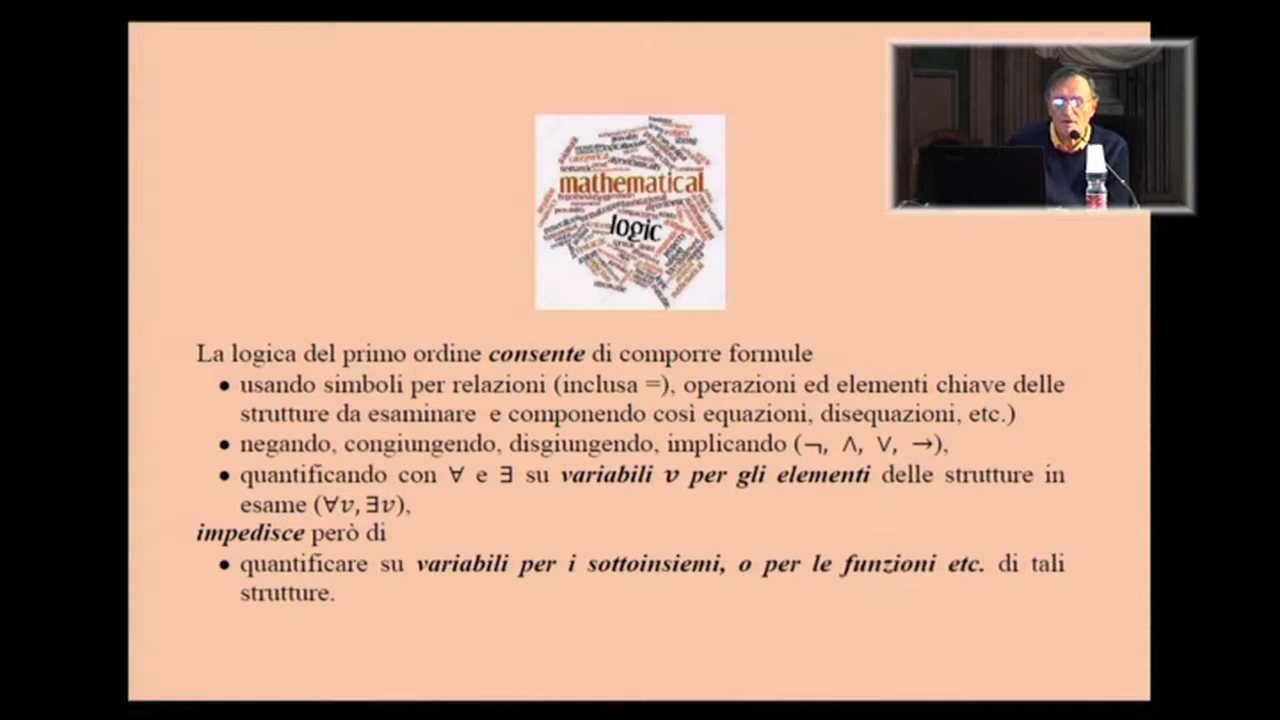 mathematical
logic
La logica del primo ordine consente di comporre formule
● usando simboli per relazioni (inclusa =), operazioni ed elementi chiave delle
strutture da esaminare e componendo così equazioni, disequazioni, etc.)
● negando, congiungendo, disgiungendo, implicando (¬, ∧, ∨, →),
● quantificando con ∀ e ∃ su variabili v per gli elementi delle strutture in
esame (∀v, ∃v),
impedisce però di
● quantificare su variabili per i sottoinsiemi, o per le funzioni etc. di tali
strutture.